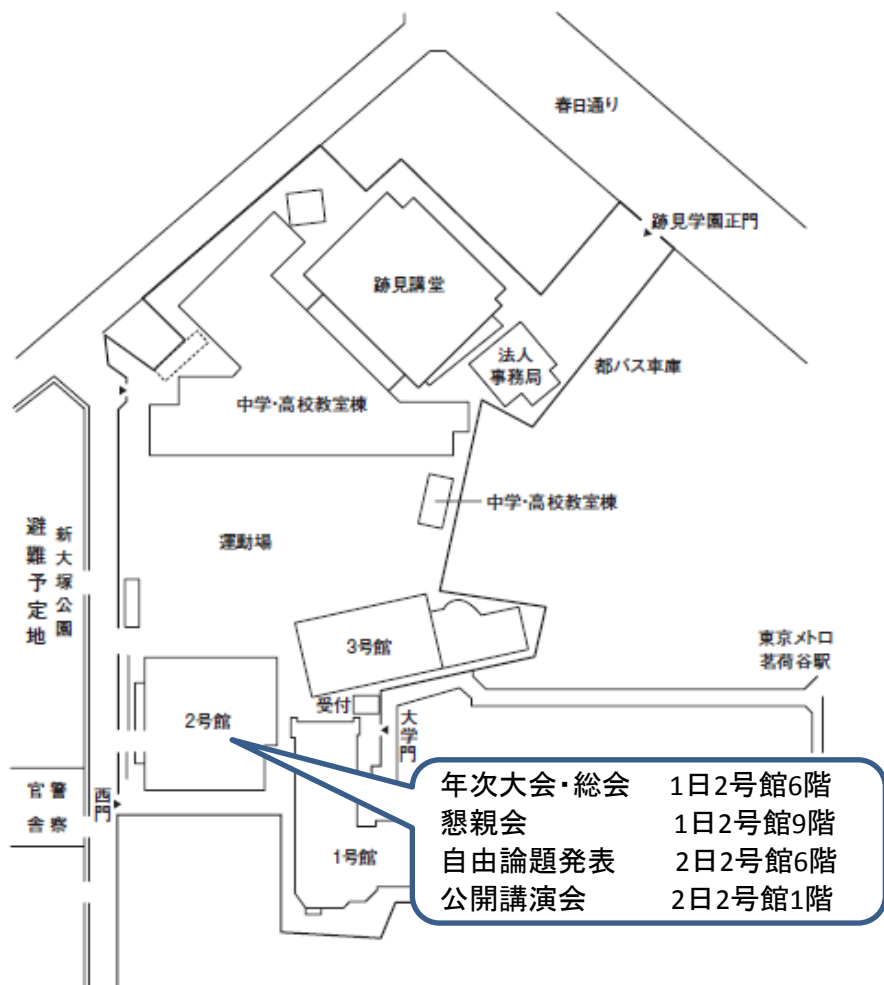 春日通り
跡見学園正門
跡見講堂
法人
事務局
都バス車庫
中学・高校教室棟
中学・高校教室棟
新大塚公園
避難予定地
運動場
3号館
東京メトロ
茗荷谷駅
受付
2号館
大学門
西門
警察
官舎
1号館
年次大会・総会 1日2号館6階
懇親会 1日2号館9階
自由論題発表 2日2号館6階
公開講演会 2日2号館1階